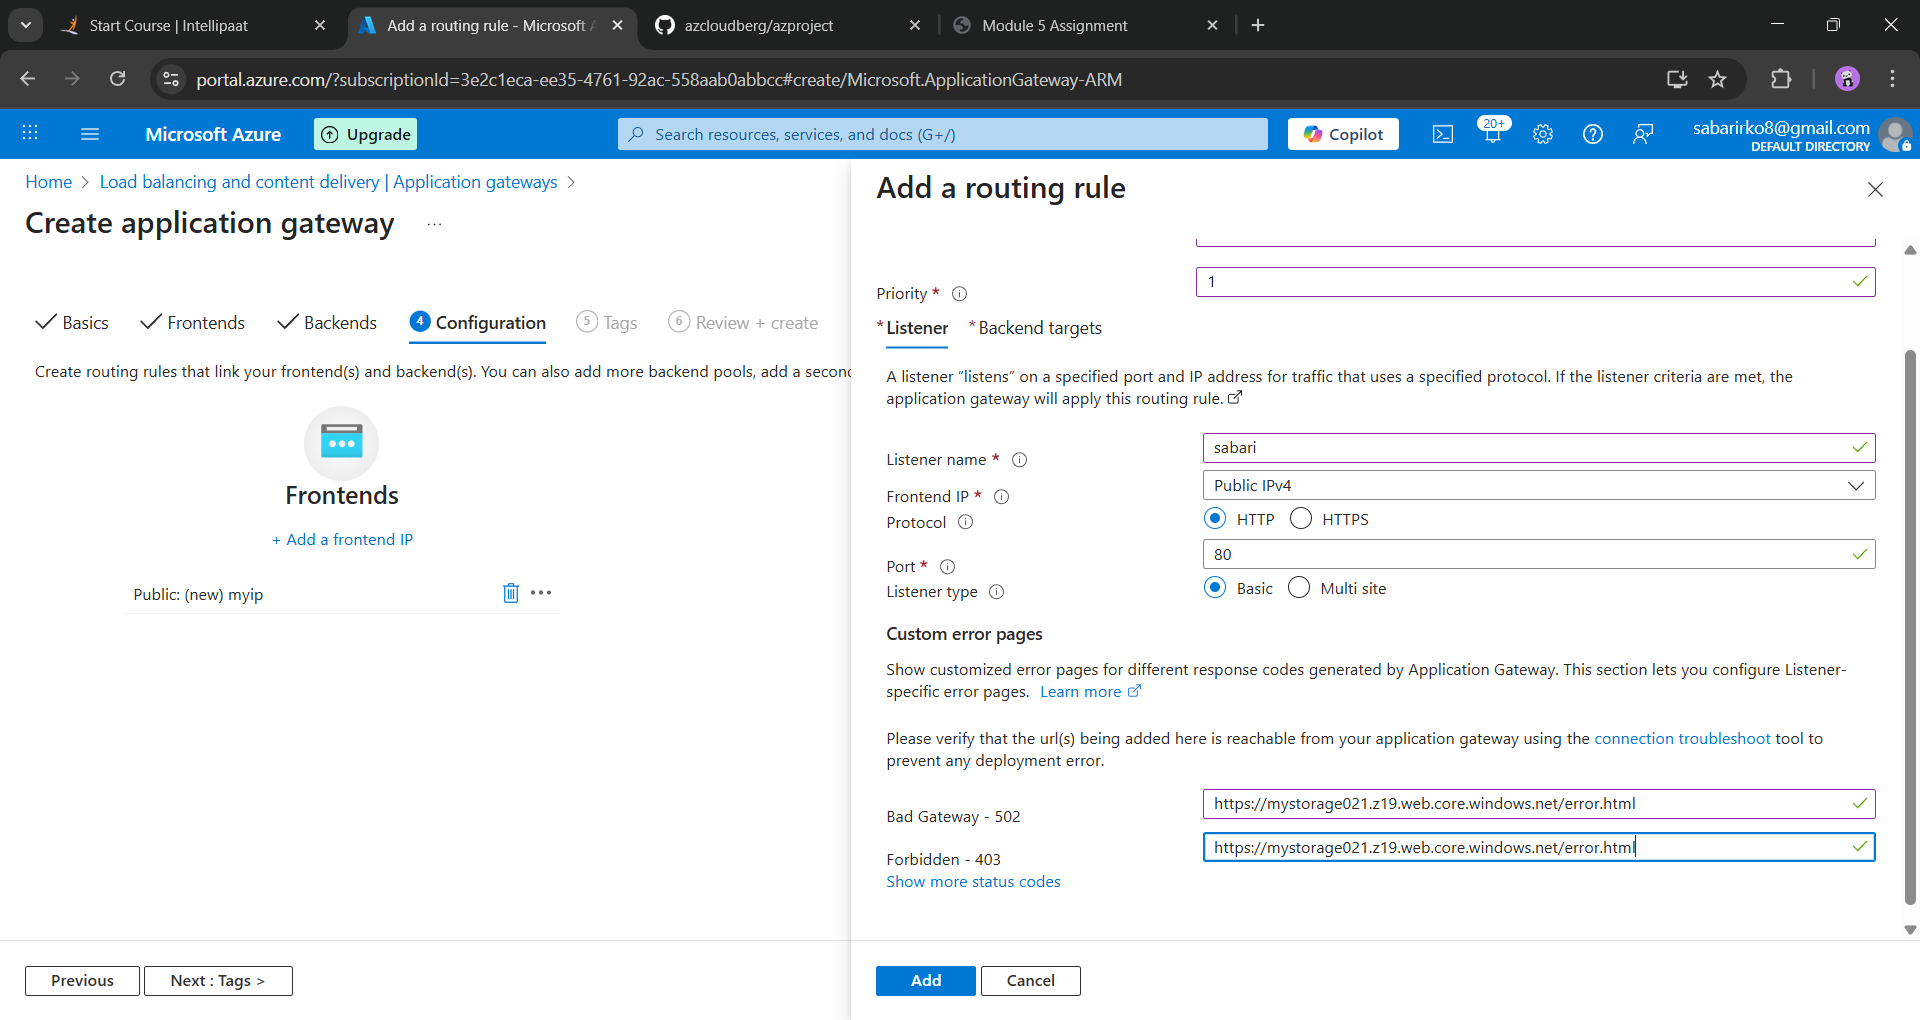 Start Course | Intellipaat
Add a routing rule - Microsoft A
azcloudberg/azproject
Module 5 Assignment
portal.azure.com/?subscriptionId=3e2c1eca-ee35-4761-92ac-558aab0abbcc#create/Microsoft.ApplicationGateway-ARM
Microsoft Azure
Upgrade
Search resources, services, and docs (G+/)
Copilot
20+
sabarirko8@gmail.com
DEFAULT DIRECTORY
Home > Load balancing and content delivery | Application gateways >
Create application gateway ...
Basics
Frontends
Backends
4 Configuration
5 Tags
6 Review + create
Create routing rules that link your frontend(s) and backend(s). You can also add more backend pools, add a second
Frontends
+ Add a frontend IP
Public: (new) myip
Previous
Next : Tags >
Add a routing rule
Priority *
1
* Listener
* Backend targets
A listener “listens” on a specified port and IP address for traffic that uses a specified protocol. If the listener criteria are met, the
application gateway will apply this routing rule.
Listener name *
sabari
Frontend IP *
Public IPv4
Protocol
HTTP
HTTPS
Port *
80
Listener type
Basic
Multi site
Custom error pages
Show customized error pages for different response codes generated by Application Gateway. This section lets you configure Listener-
specific error pages. Learn more
Please verify that the url(s) being added here is reachable from your application gateway using the connection troubleshoot tool to
prevent any deployment error.
Bad Gateway - 502
https://mystorage021.z19.web.core.windows.net/error.html
Forbidden - 403
https://mystorage021.z19.web.core.windows.net/error.html
Show more status codes
Add
Cancel